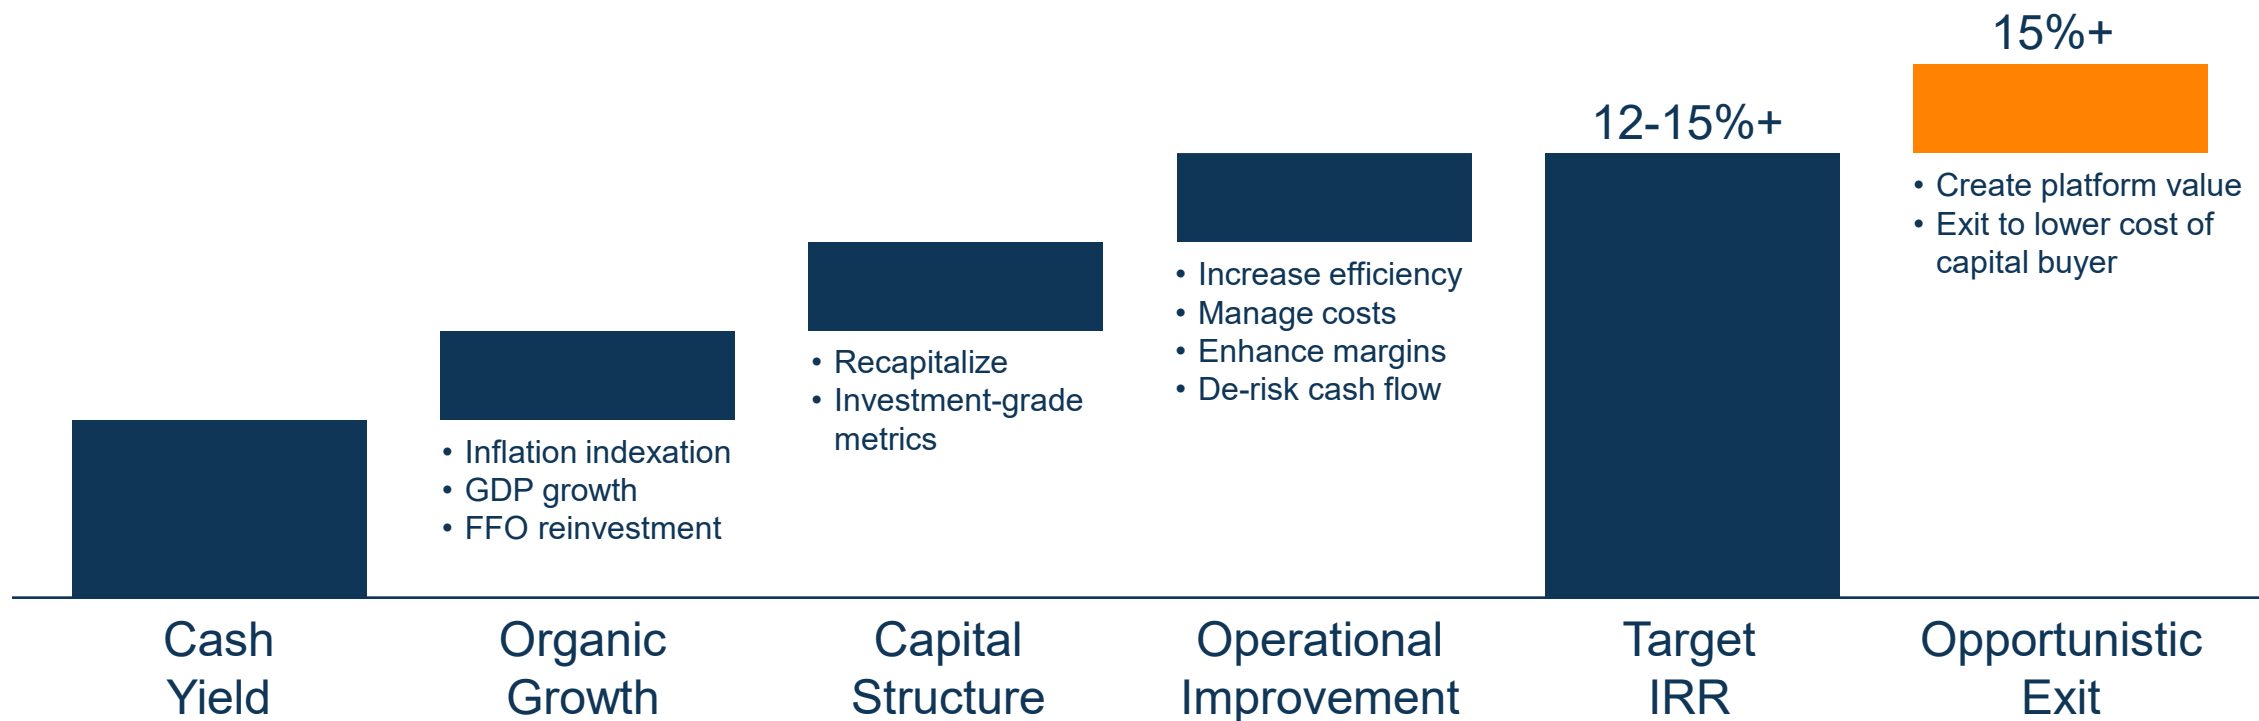 15%+
12-15%+
• Create platform value
• Exit to lower cost of
capital buyer
• Increase efficiency
• Manage costs
• Enhance margins
• De-risk cash flow
• Recapitalize
• Investment-grade
metrics
• Inflation indexation
• GDP growth
• FFO reinvestment
Cash
Yield
Organic
Growth
Capital
Structure
Operational
Improvement
Target
IRR
Opportunistic
Exit